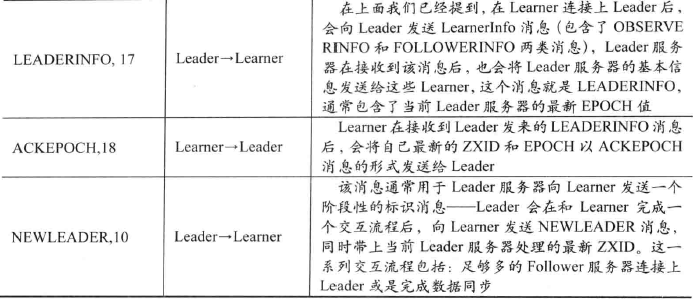 LEADERINFO, 17
Leader→Learner
在上面我们已经提到,在 Learner 连接上 Leader 后,
会向 Leader 发送 LearnerInfo 消息(包含了 OBSERVE
RINFO 和 FOLLOWERINFO 两类消息),Leader 服务
器在接收到该消息后,也会将 Leader 服务器的基本信
息发送给这些 Learner,这个消息就是 LEADERINFO,
通常包含了当前 Leader 服务器的最新 EPOCH 值
ACKEPOCH,18
Learner→Leader
Learner 在接收到 Leader 发来的 LEADERINFO 消息
后,会将自己最新的 ZXID 和 EPOCH 以 ACKEPOCH
消息的形式发送给 Leader
NEWLEADER,10
Leader→Learner
该消息通常用于 Leader 服务器向 Learner 发送一个
阶段性的标识消息——Leader 会在和 Learner 完成一
个交互流程后,向 Learner 发送 NEWLEADER 消息,
同时带上当前 Leader 服务器处理的最新 ZXID。这一
系列交互流程包括:足够多的 Follower 服务器连接上
Leader 或是完成数据同步